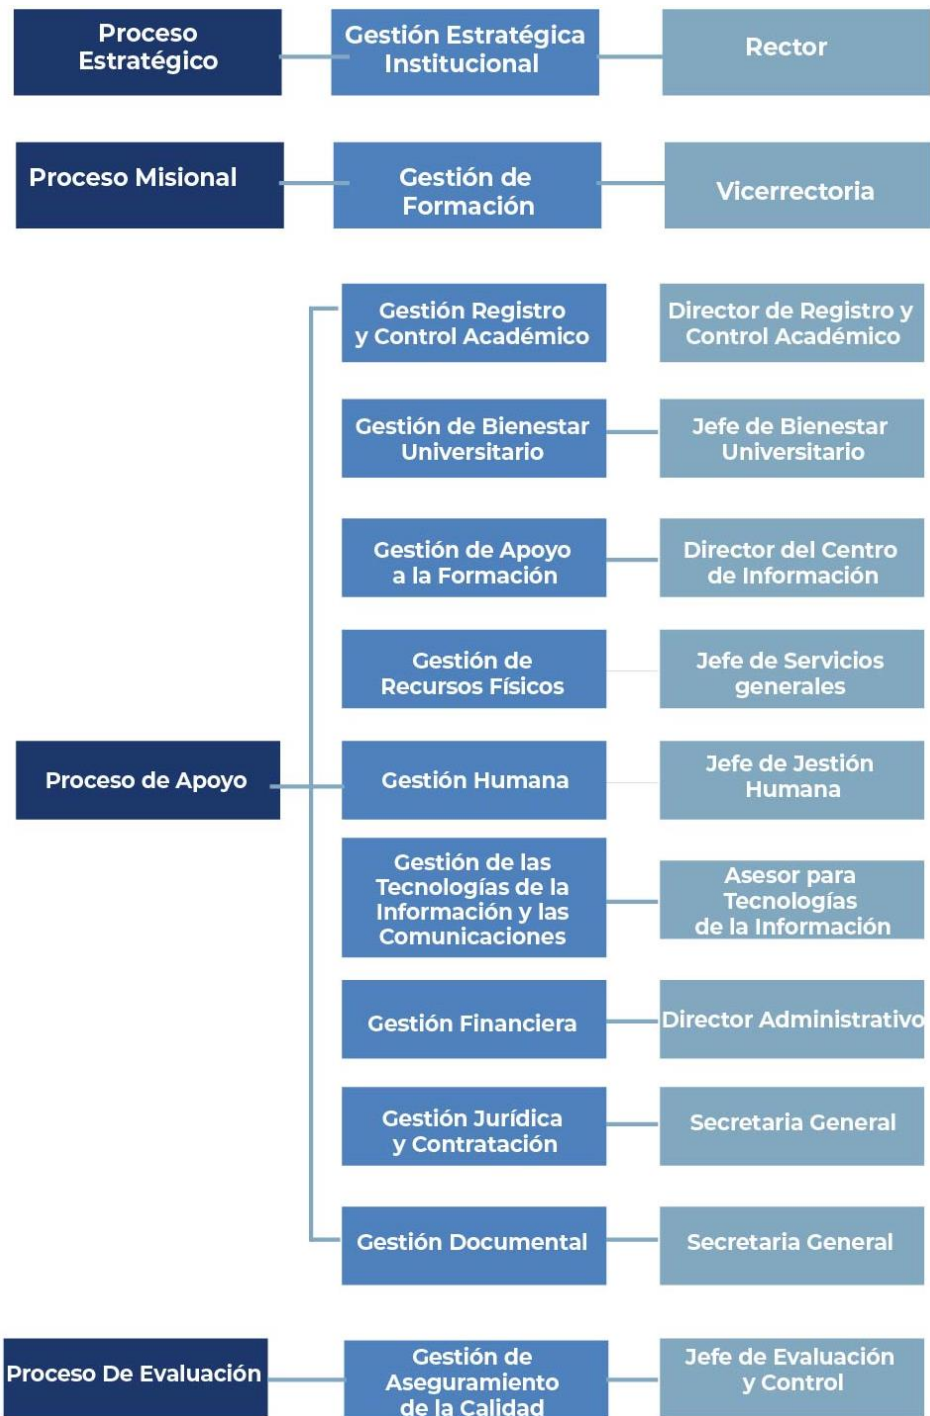 Proceso
Estratégico
Gestión Estratégica
Institucional
Rector
Proceso Misional
Gestión de
Formación
Vicerrectoria
Gestión Registro
y Control Académico
Director de Registro y
Control Académico
Gestión de Bienestar
Universitario
Jefe de Bienestar
Universitario
Gestión de Apoyo
a la Formación
Director del Centro
de Información
Gestión de
Recursos Físicos
Jefe de Servicios
generales
Proceso de Apoyo
Gestión Humana
Jefe de Jestión
Humana
Gestión de las
Tecnologías de la
Información y las
Comunicaciones
Asesor para
Tecnologías
de la Información
Gestión Financiera
Director Administrativo
Gestión Jurídica
y Contratación
Secretaria General
Gestión Documental
Secretaria General
Proceso De Evaluación
Gestión de
Aseguramiento
de la Calidad
Jefe de Evaluación
y Control